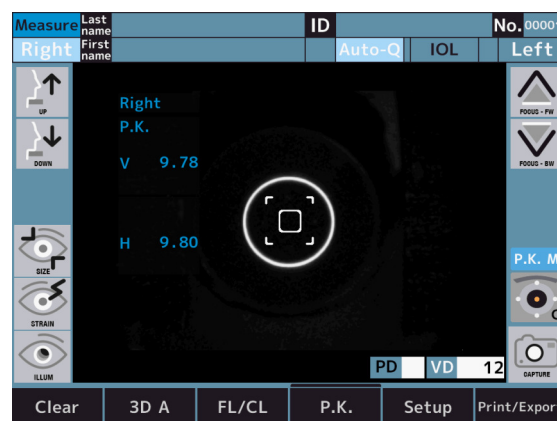 Measure Last name ID No. 0000
Right First name Auto-Q IOL Left
UP
DOWN
SIZE
STRAIN
ILLUM
Right
P.K.
V 9.78
H 9.80
FOCUS - FW
FOCUS - BW
P.K. M
CAPTURE
PD VD 12
Clear 3D A FL/CL P.K. Setup Print/Expor